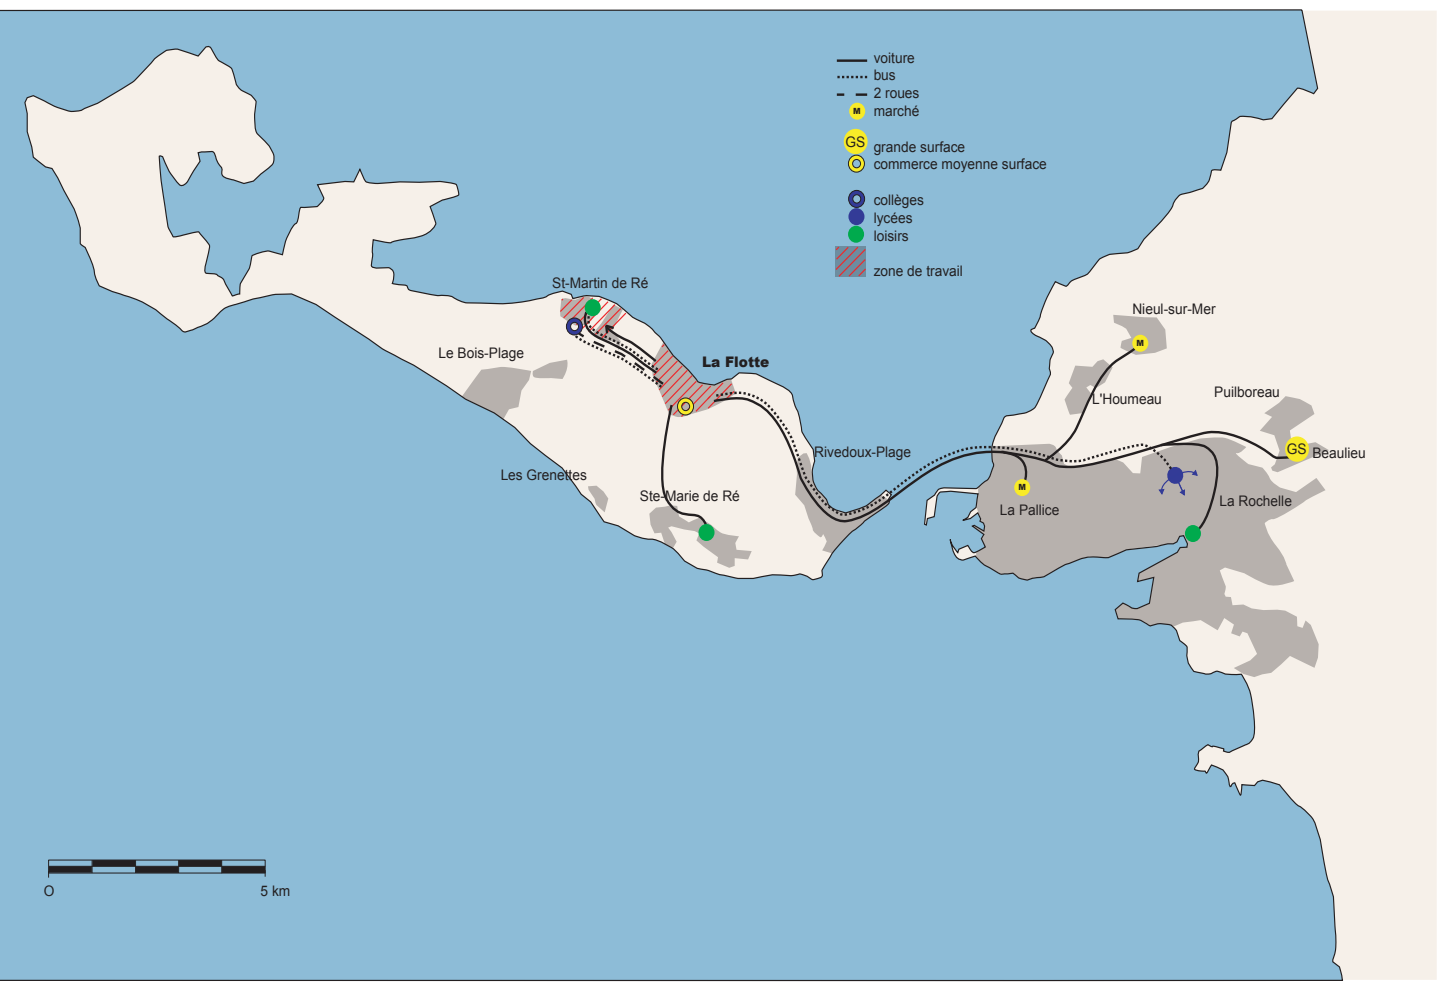 voiture
bus
2 roues
M marché
GS grande surface
commerce moyenne surface
collèges
lycées
loisirs
zone de travail
St-Martin de Ré
Nieul-sur-Mer
M
Le Bois-Plage
La Flotte
Puilboreau
L'Houmeau
Rivedoux-Plage
GS Beaulieu
Les Grenettes
M
Ste-Marie de Ré
La Rochelle
La Pallice
O 5 km